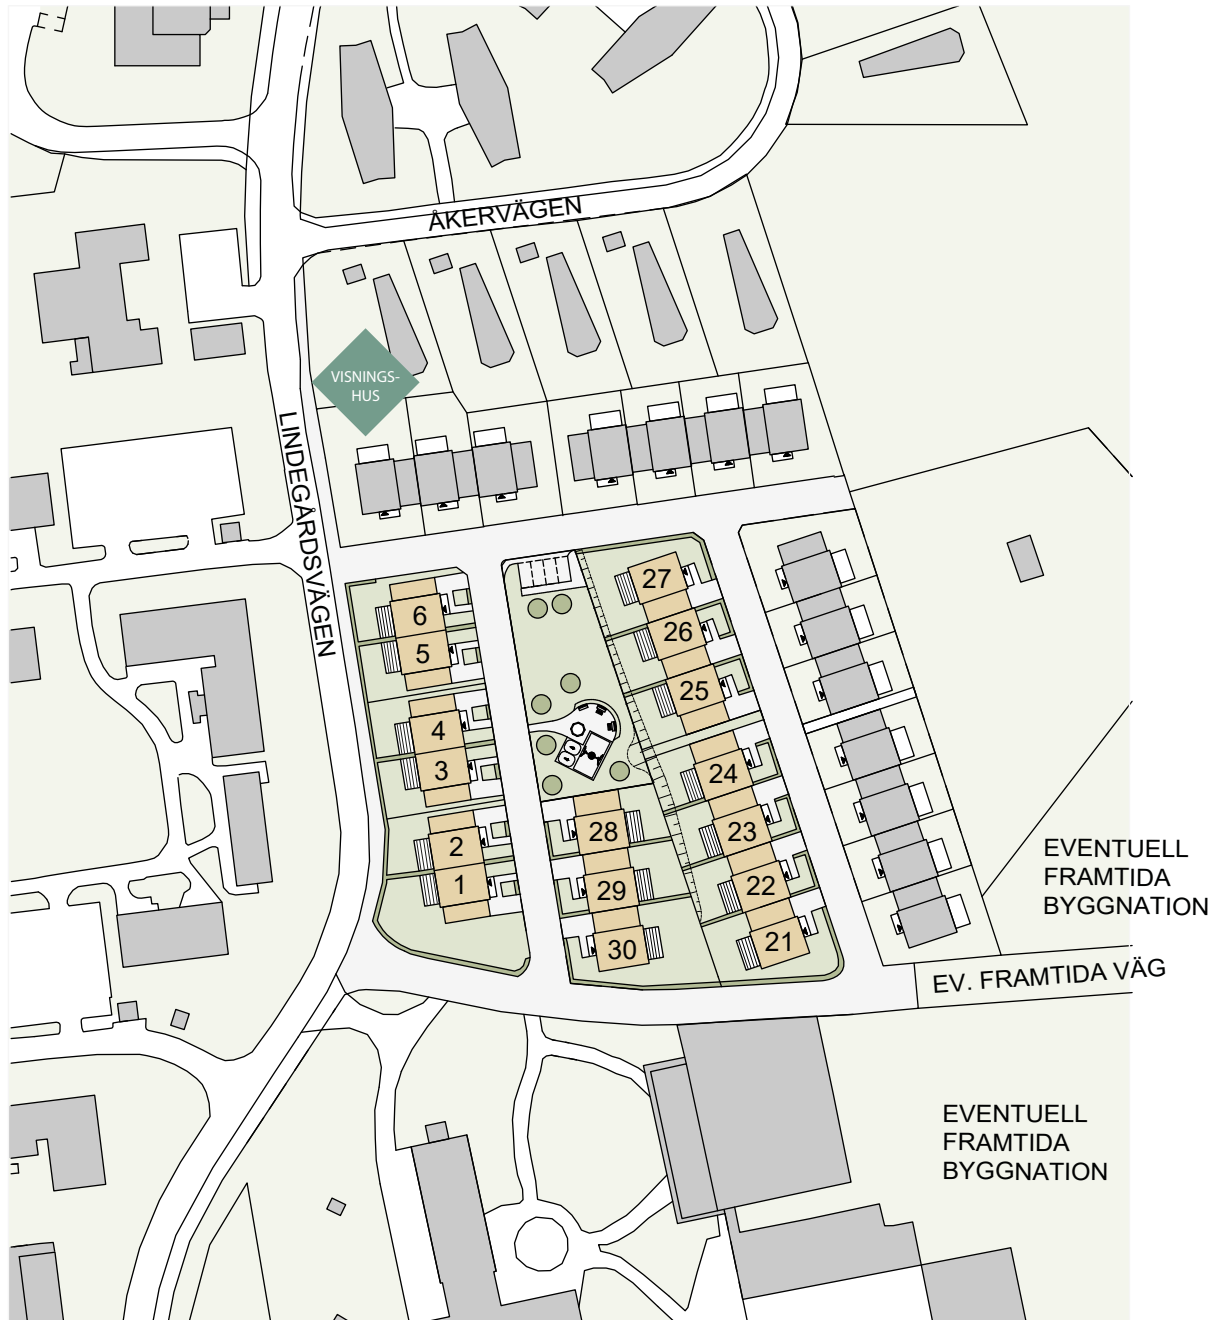 ÅKERVÄGEN
VISNINGS-
HUS
LINDEGÅRDSVÄGEN
27
6
26
5
25
4
3
24
28
23
2
1
29
22
30
21
EVENTUELL
FRAMTIDA
BYGGNATION
EV. FRAMTIDA VÄG
EVENTUELL
FRAMTIDA
BYGGNATION